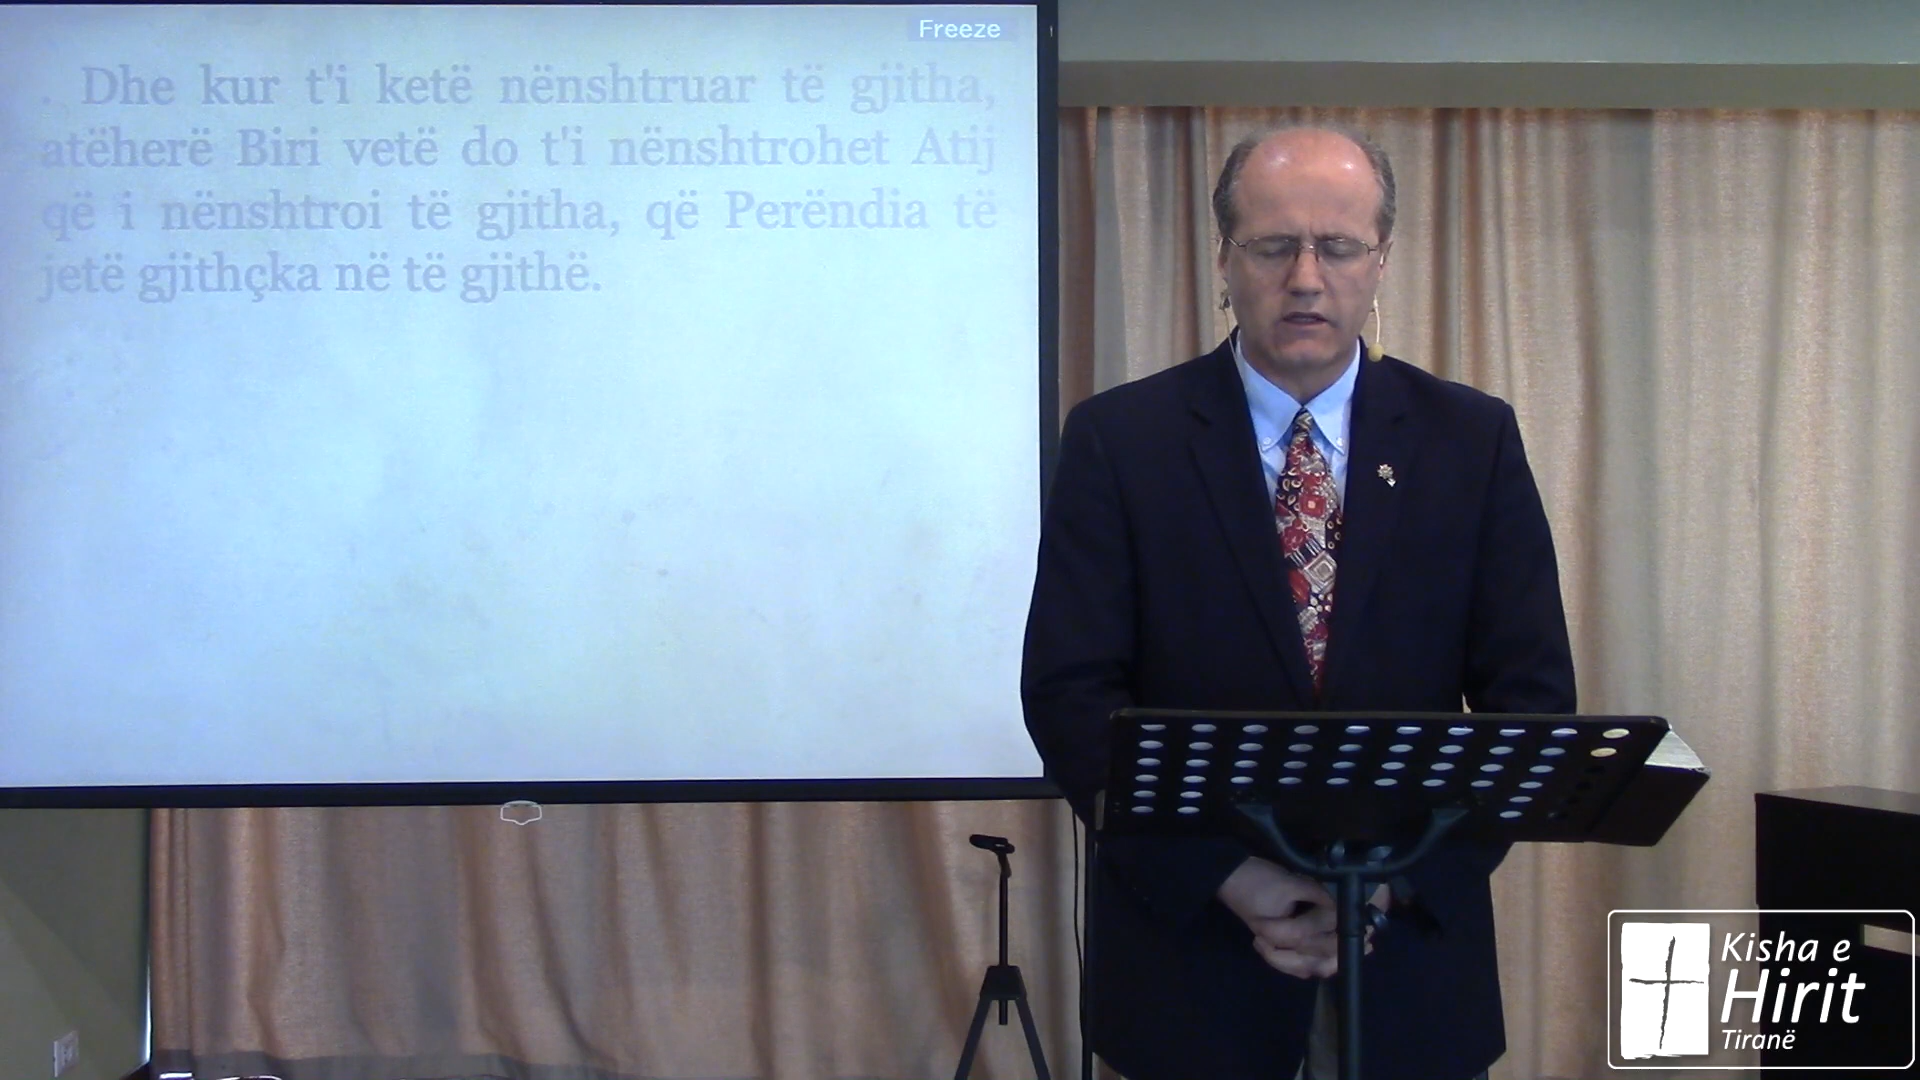 Freeze
. Dhe kur t'i ketë nënshtruar të gjitha,
atëherë Biri vetë do t'i nënshtrohet Atij
që i nënshtroi të gjitha, që Perëndia të
jetë gjithçka në të gjithë.
Kisha e
Hirit
Tiranë